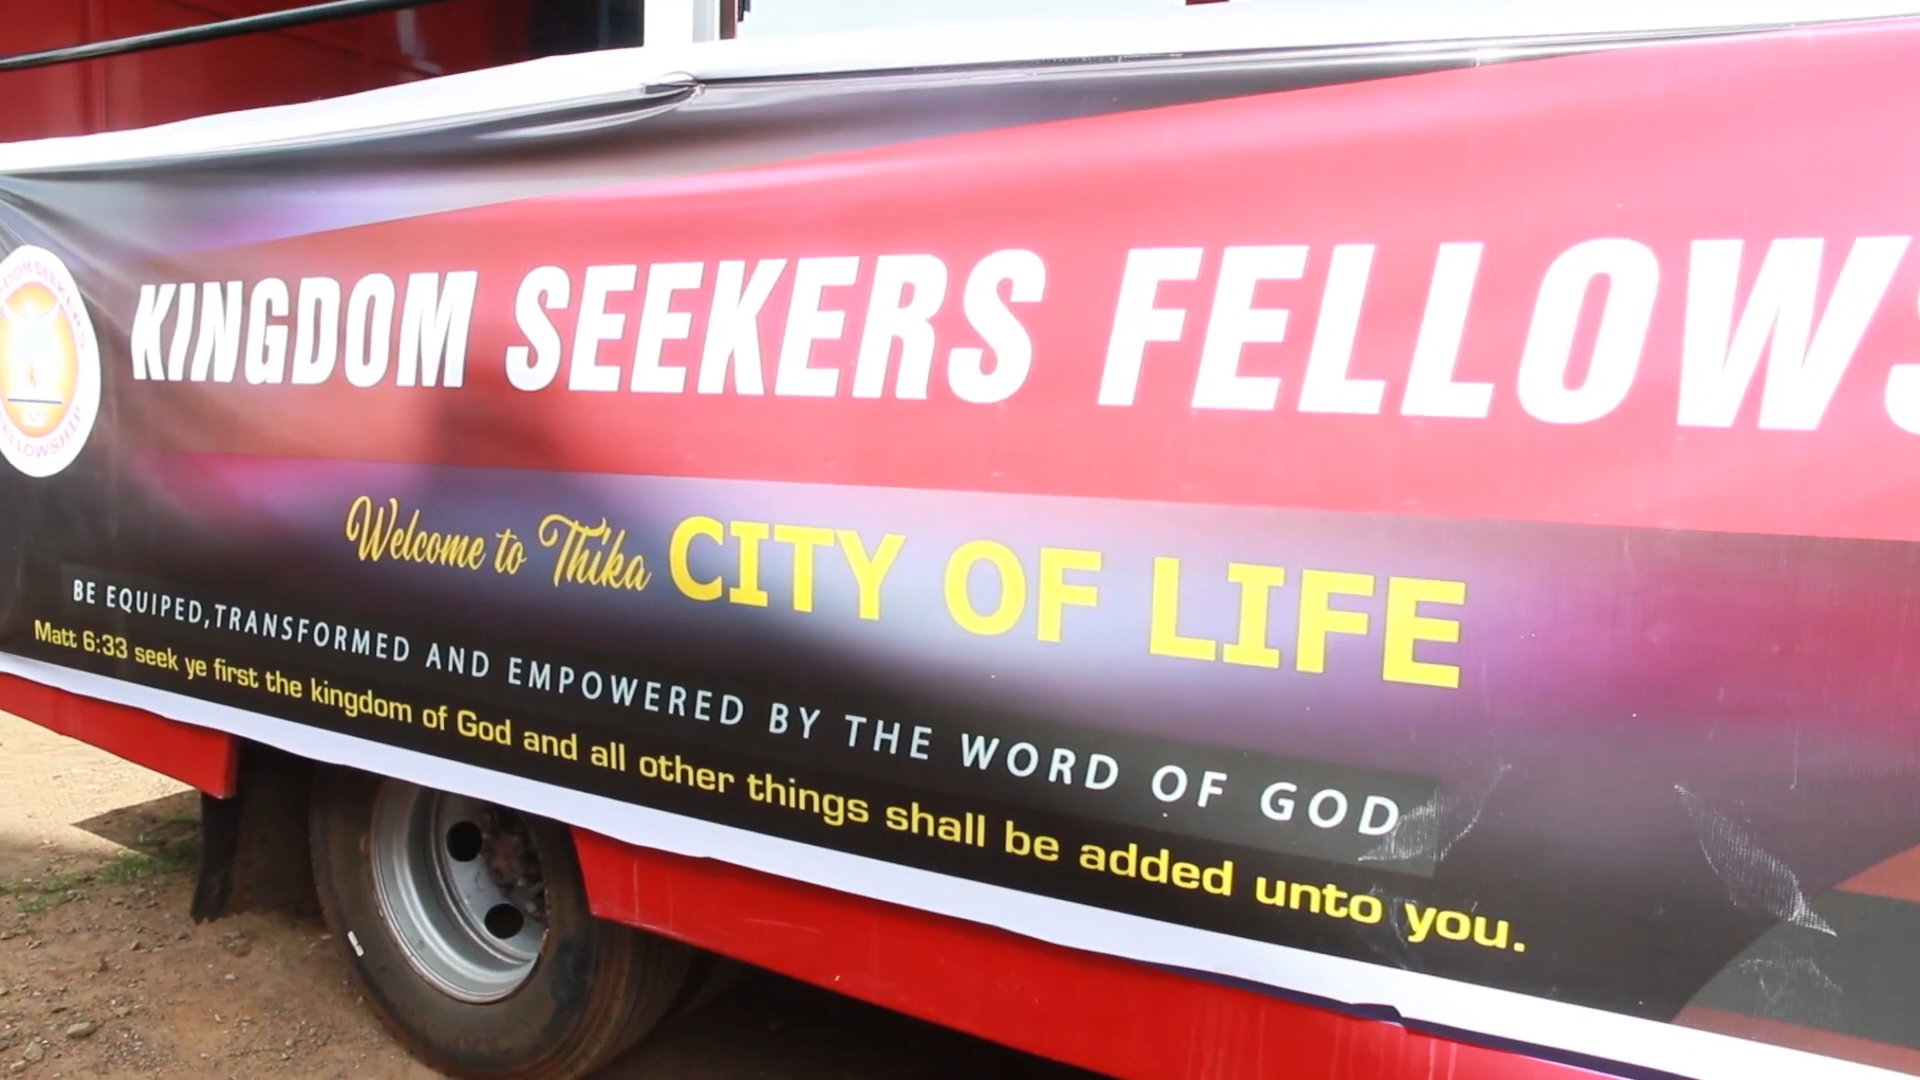 KINGDOM SEEKERS FELLOWS
Welcome to Thika CITY OF LIFE
BE EQUIPED,TRANSFORMED AND EMPOWERED BY THE WORD OF GOD
Matt 6:33 seek ye first the kingdom of God and all other things shall be added unto you.
FELLOWSHIP